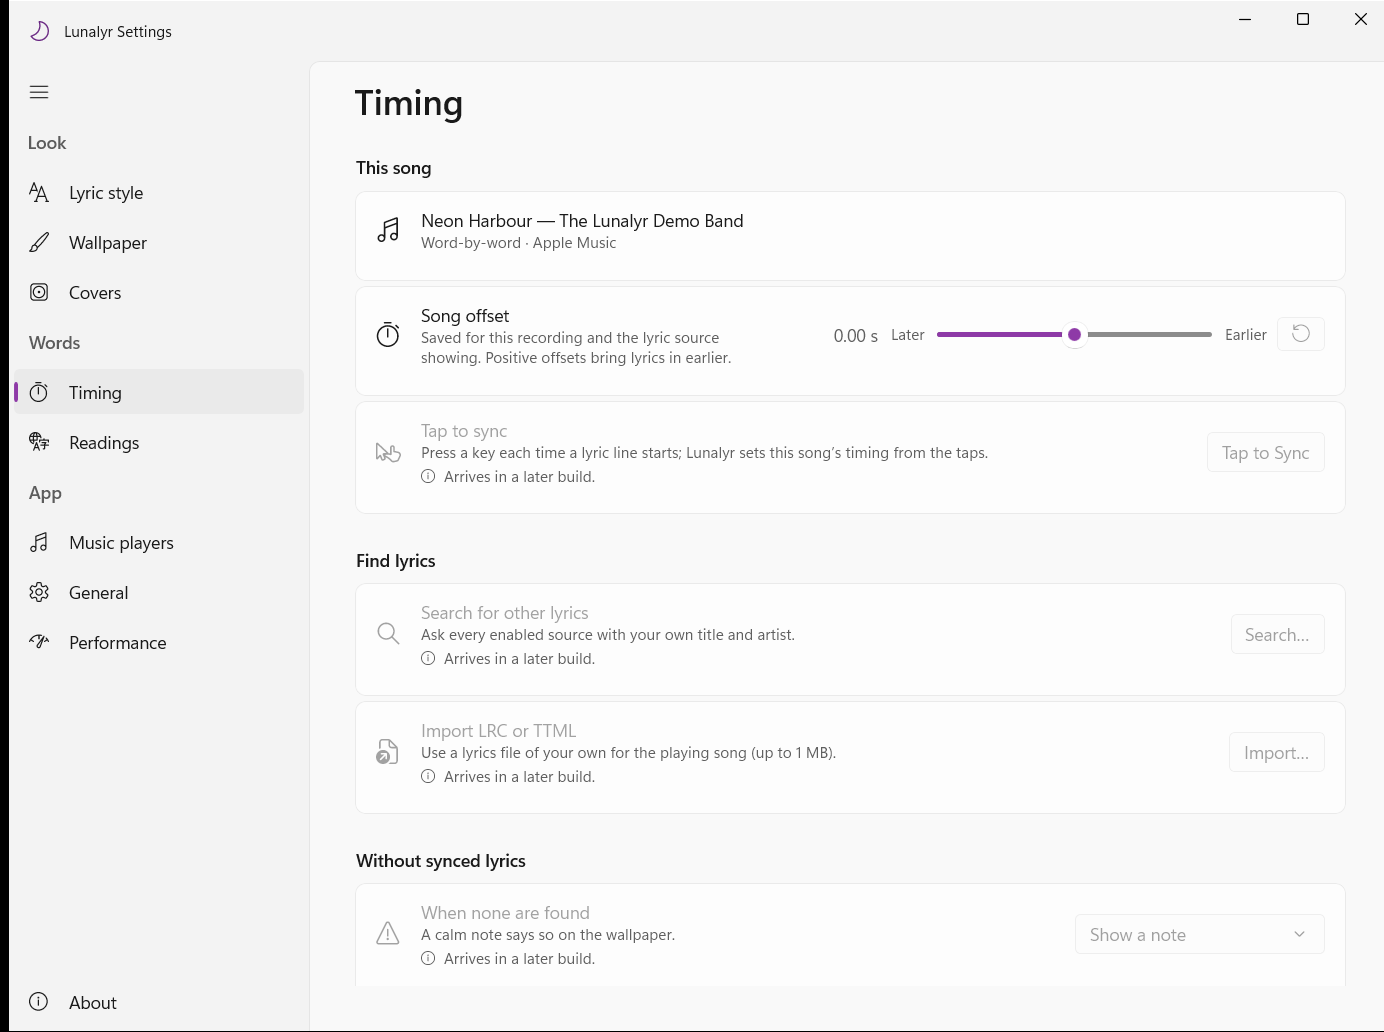 Lunalyr Settings
Look
Lyric style
Wallpaper
Covers
Words
Timing
Readings
App
Music players
General
Performance
About
Timing
This song
Neon Harbour — The Lunalyr Demo Band
Word-by-word · Apple Music
Song offset
Saved for this recording and the lyric source
showing. Positive offsets bring lyrics in earlier.
0.00 s Later Earlier
Tap to sync
Press a key each time a lyric line starts; Lunalyr sets this song’s timing from the taps.
Arrives in a later build.
Tap to Sync
Find lyrics
Search for other lyrics
Ask every enabled source with your own title and artist.
Arrives in a later build.
Search...
Import LRC or TTML
Use a lyrics file of your own for the playing song (up to 1 MB).
Arrives in a later build.
Import...
Without synced lyrics
When none are found
A calm note says so on the wallpaper.
Arrives in a later build.
Show a note